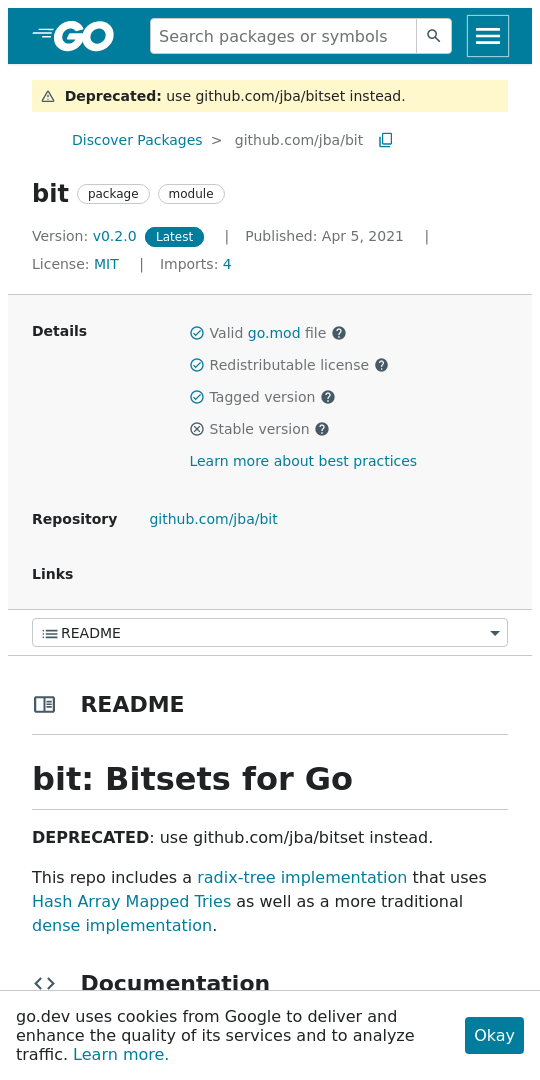 GO
Search packages or symbols
Deprecated: use github.com/jba/bitset instead.
Discover Packages > github.com/jba/bit
bit package module
Version: v0.2.0 Latest | Published: Apr 5, 2021 |
License: MIT | Imports: 4
Details
Valid go.mod file
Redistributable license
Tagged version
Stable version
Learn more about best practices
Repository github.com/jba/bit
Links
README
README
bit: Bitsets for Go
DEPRECATED: use github.com/jba/bitset instead.
This repo includes a radix-tree implementation that uses
Hash Array Mapped Tries as well as a more traditional
dense implementation.
Documentation
go.dev uses cookies from Google to deliver and
enhance the quality of its services and to analyze
traffic. Learn more.
Okay